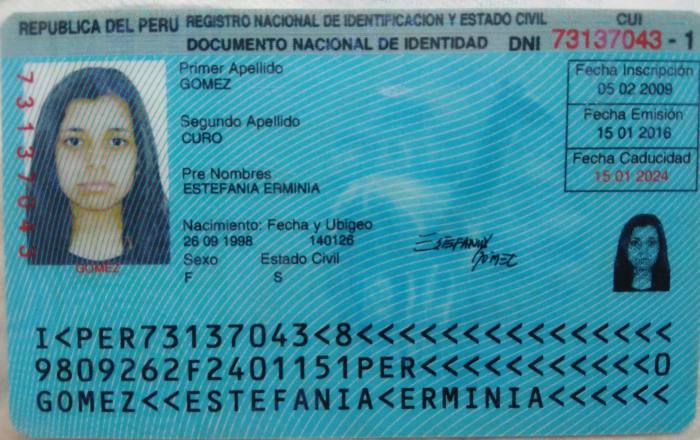 REPUBLICA DEL PERU REGISTRO NACIONAL DE IDENTIFICACION Y ESTADO CIVIL CUI
DOCUMENTO NACIONAL DE IDENTIDAD DNI 73137043 - 1
73137043
GOMEZ
Primer Apellido
GOMEZ
Segundo Apellido
CURO
Pre Nombres
ESTEFANIA ERMINIA
Nacimiento: Fecha y Ubigeo
26 09 1998 140126
Sexo Estado Civil
F S
Fecha Inscripción
05 02 2009
Fecha Emisión
15 01 2016
Fecha Caducidad
15 01 2024
ESTEFANIA
GOMEZ
I<PER73137043<8<<<<<<<<<<<<<<<
9809262F2401151PER<<<<<<<<<<<0
GOMEZ<<ESTEFANIA<ERMINIA<<<<<<